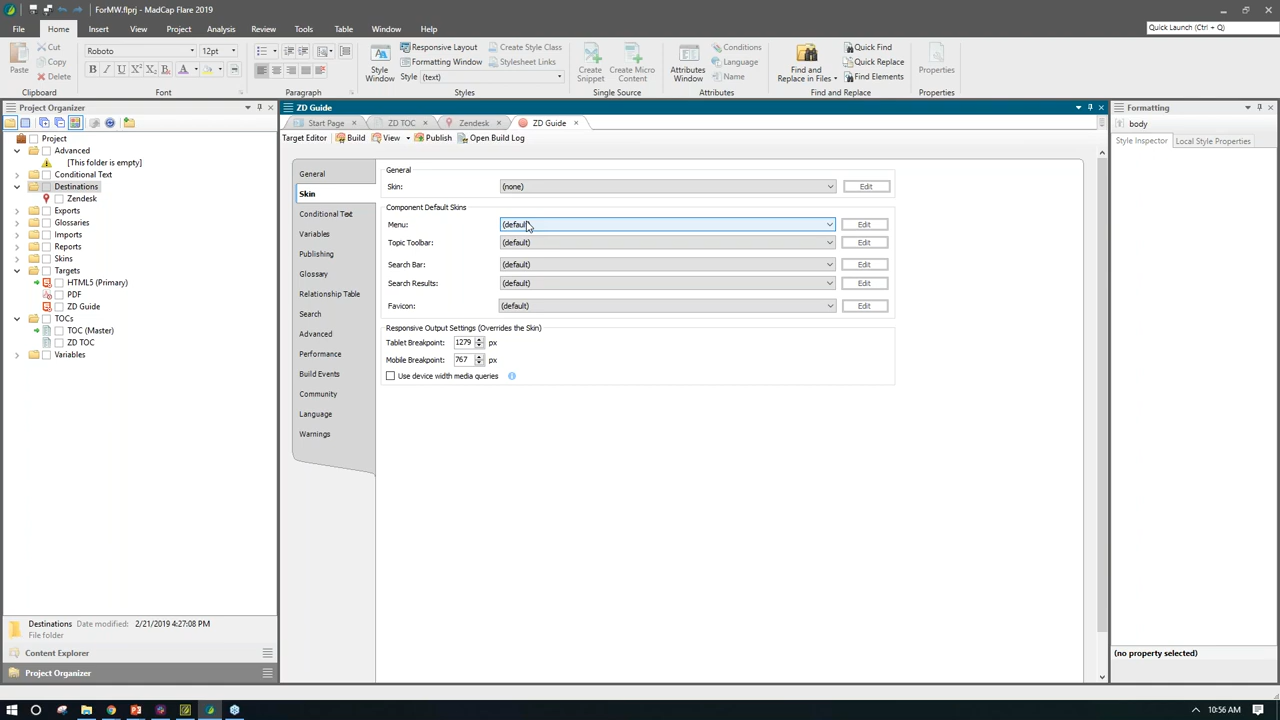 ForMW.flprj - MadCap Flare 2019
File Home Insert View Project Analysis Review Tools Table Window Quick Launch (Ctrl + Q)
Paste
Cut
Copy
Delete
Clipboard
Roboto 12pt
Font
Paragraph
Style Window
Responsive Layout
Formatting Window
Style (text)
Create Style Class
Stylesheet Links
Styles
Create Snippet
Create Micro Content
Single Source
Attributes Window
Conditions
Language
Name
Attributes
Find and Replace in Files
Quick Find
Quick Replace
Find Elements
Find and Replace
Properties
Properties
Project Organizer
Project
Advanced
[This folder is empty]
Conditional Text
Destinations
Zendesk
Exports
Glossaries
Imports
Reports
Skins
Targets
HTML5 (Primary)
PDF
ZD Guide
TOCs
TOC (Master)
ZD TOC
Variables
Destinations Date modified: 2/21/2019 4:27:08 PM
File folder
Content Explorer
Project Organizer
ZD Guide
Start Page ZD TOC Zendesk ZD Guide
Target Editor Build View Publish Open Build Log
General
Skin
Conditional Text
Variables
Publishing
Glossary
Relationship Table
Search
Advanced
Performance
Build Events
Community
Language
Warnings
General
Skin: (none) Edit
Component Default Skins
Menu: (default) Edit
Topic Toolbar: (default) Edit
Search Bar: (default) Edit
Search Results: (default) Edit
Favicon: (default) Edit
Responsive Output Settings (Overrides the Skin)
Tablet Breakpoint: 1279 px
Mobile Breakpoint: 767 px
Use device width media queries
Formatting
body
Style Inspector Local Style Properties
(no property selected)
10:56 AM